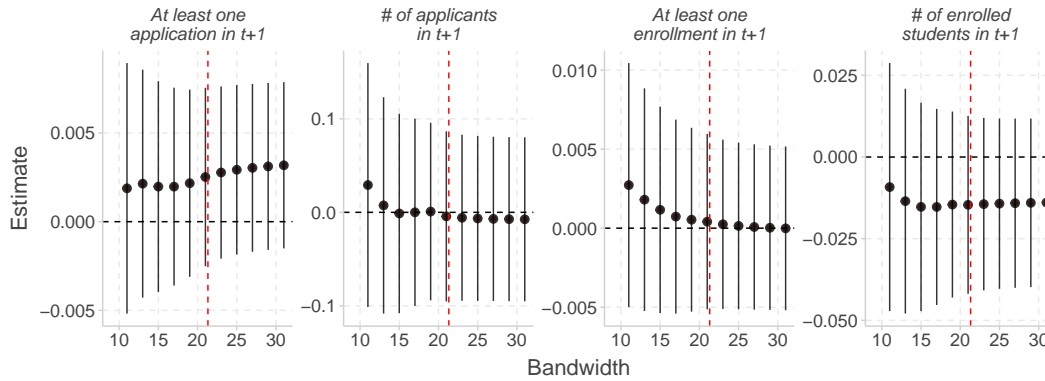 At least one
application in t+1
# of applicants
in t+1
At least one
enrollment in t+1
# of enrolled
students in t+1
Estimate
0.005
0.000
−0.005
0.1
0.0
−0.1
0.010
0.005
0.000
−0.005
0.025
0.000
−0.025
−0.050
10 15 20 25 30
10 15 20 25 30
10 15 20 25 30
10 15 20 25 30
Bandwidth